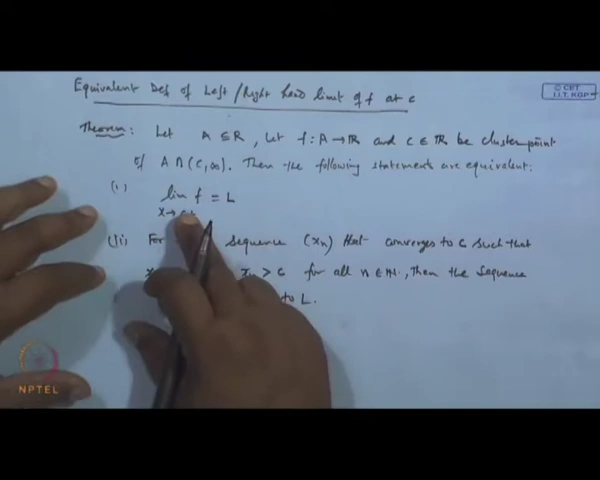 Equivalent Def of Left/Right hand limit of f at c
© CET
I.I.T. KGP
Theorem: Let A ∈ R, Let f: A → R and c ∈ R be cluster point
of A ∩ (c, ∞). Then the following statements are equivalent:
(i) lim f = L
x → c+
(ii) For sequence (xn) that converges to c such that
xn > c for all n ∈ N, then the sequence
to L.
NPTEL